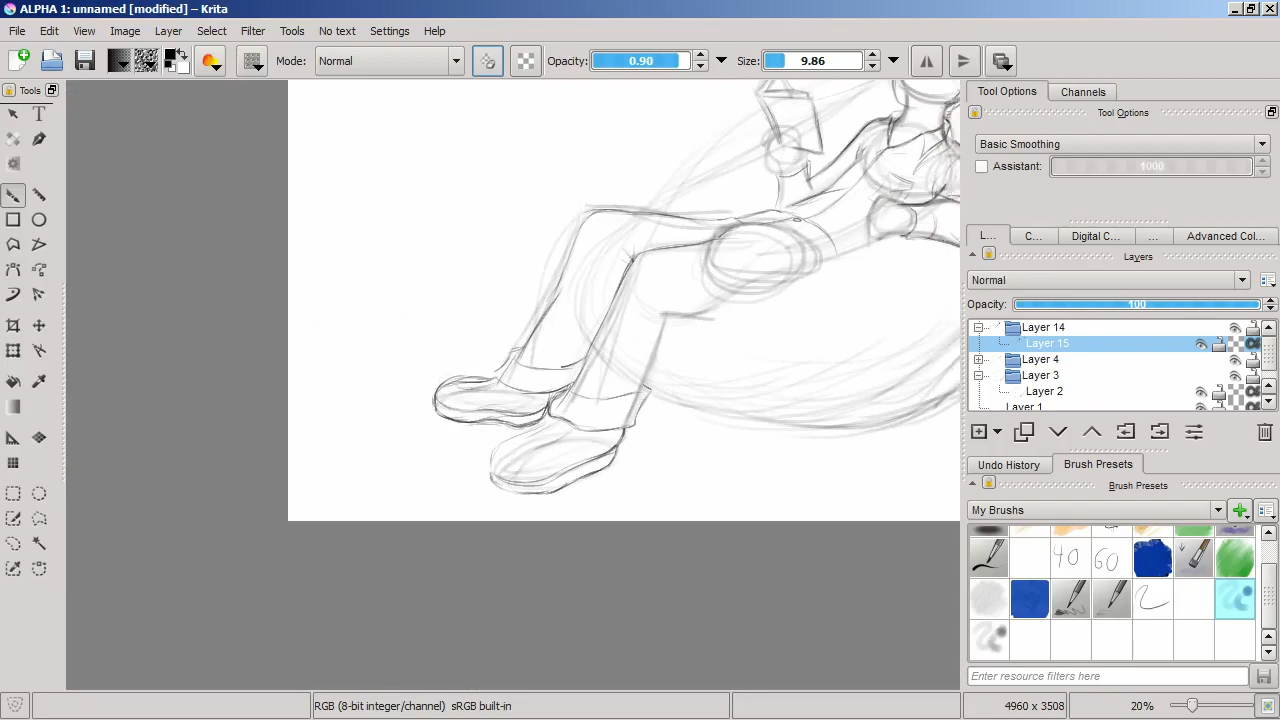 ALPHA 1: unnamed [modified] - Krita
File Edit View Image Layer Select Filter Tools No text Settings Help
Mode: Normal Opacity: 0.90 Size: 9.86
Tools
Tool Options Channels
Tool Options
Basic Smoothing
Assistant: 1000
L... C... Digital C... ... Advanced Col...
Layers
Normal
Opacity: 100
Layer 14
Layer 15
Layer 4
Layer 3
Layer 2
Layer 1
Undo History Brush Presets
Brush Presets
My Brushes
40 60
Enter resource filters here
RGB (8-bit integer/channel) sRGB built-in 4960 x 3508 20%